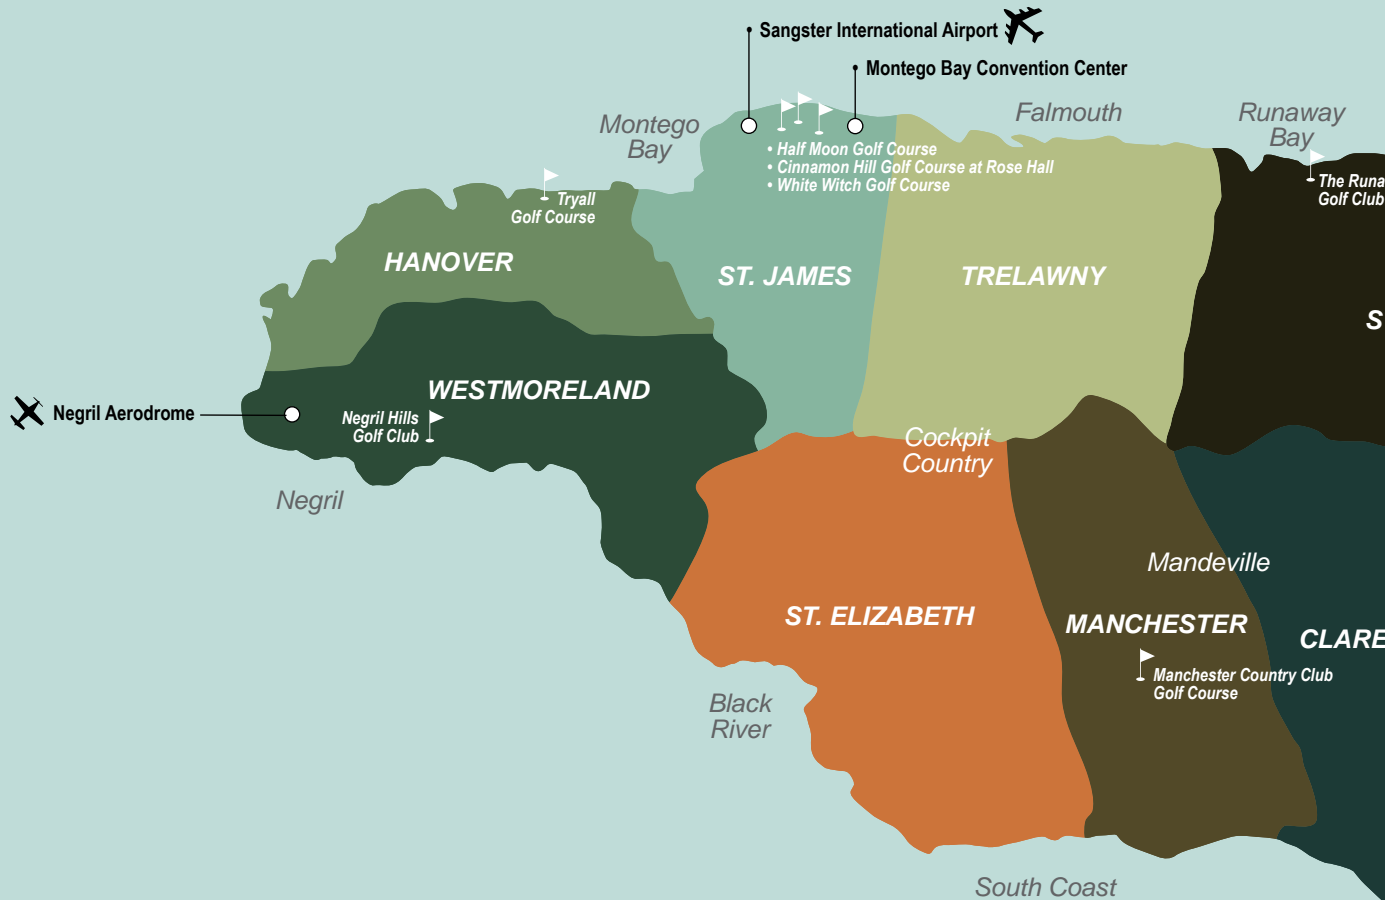 Sangster International Airport
Montego Bay Convention Center
Montego
Bay
Falmouth
Runaway
Bay
• Half Moon Golf Course
• Cinnamon Hill Golf Course at Rose Hall
• White Witch Golf Course
The Runa
Golf Club
Tryall
Golf Course
HANOVER
ST. JAMES
TRELAWNY
S
WESTMORELAND
Negril Aerodrome
Negril Hills
Golf Club
Cockpit
Country
Negril
Mandeville
ST. ELIZABETH
MANCHESTER
CLARE
Manchester Country Club
Golf Course
Black
River
South Coast